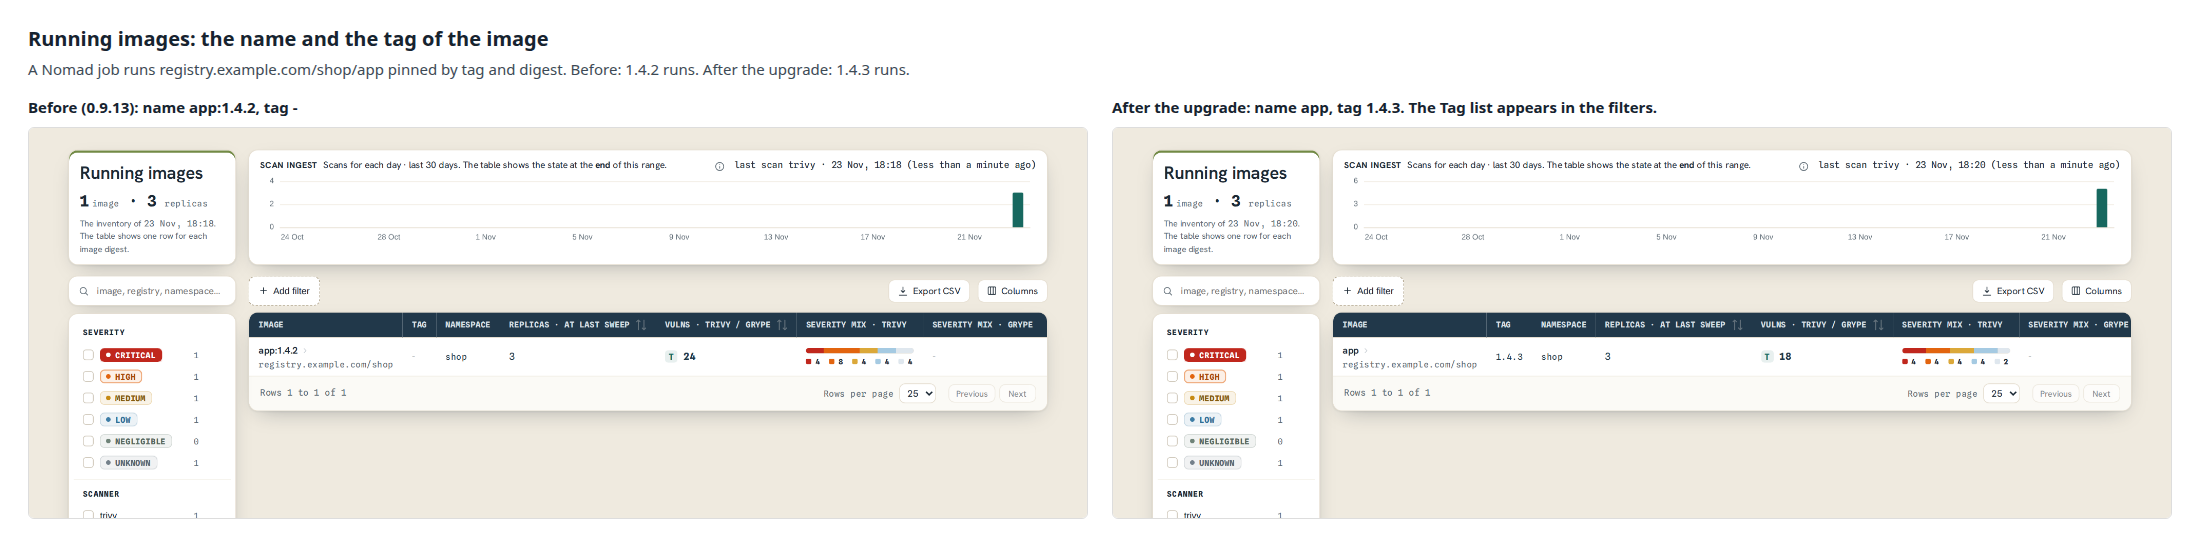 Running images: the name and the tag of the image
A Nomad job runs registry.example.com/shop/app pinned by tag and digest. Before: 1.4.2 runs. After the upgrade: 1.4.3 runs.
Before (0.9.13): name app:1.4.2, tag -
Running images
1 image • 3 replicas
The inventory of 23 Nov, 18:18.
The table shows one row for each
image digest.
SCAN INGEST Scans for each day · last 30 days. The table shows the state at the end of this range.
last scan trivy · 23 Nov, 18:18 (less than a minute ago)
4
2
0
24 Oct 28 Oct 1 Nov 5 Nov 9 Nov 13 Nov 17 Nov 21 Nov
image, registry, namespace...
+ Add filter
Export CSV
Columns
SEVERITY
CRITICAL 1
HIGH 1
MEDIUM 1
LOW 1
NEGLIGIBLE 0
UNKNOWN 1
SCANNER
trivy 1
IMAGE TAG NAMESPACE REPLICAS · AT LAST SWEEP VULNS · TRIVY / GRYPE SEVERITY MIX · TRIVY SEVERITY MIX · GRYPE
app:1.4.2 ›
registry.example.com/shop
- shop 3 T 24
4 8 4 4 4
-
Rows 1 to 1 of 1
Rows per page 25 Previous Next
After the upgrade: name app, tag 1.4.3. The Tag list appears in the filters.
Running images
1 image • 3 replicas
The inventory of 23 Nov, 18:20.
The table shows one row for each
image digest.
SCAN INGEST Scans for each day · last 30 days. The table shows the state at the end of this range.
last scan trivy · 23 Nov, 18:20 (less than a minute ago)
6
3
0
24 Oct 28 Oct 1 Nov 5 Nov 9 Nov 13 Nov 17 Nov 21 Nov
image, registry, namespace...
+ Add filter
Export CSV
Columns
SEVERITY
CRITICAL 1
HIGH 1
MEDIUM 1
LOW 1
NEGLIGIBLE 0
UNKNOWN 1
SCANNER
trivy 1
IMAGE TAG NAMESPACE REPLICAS · AT LAST SWEEP VULNS · TRIVY / GRYPE SEVERITY MIX · TRIVY SEVERITY MIX · GRYPE
app ›
registry.example.com/shop
1.4.3 shop 3 T 18
4 4 4 4 2
-
Rows 1 to 1 of 1
Rows per page 25 Previous Next